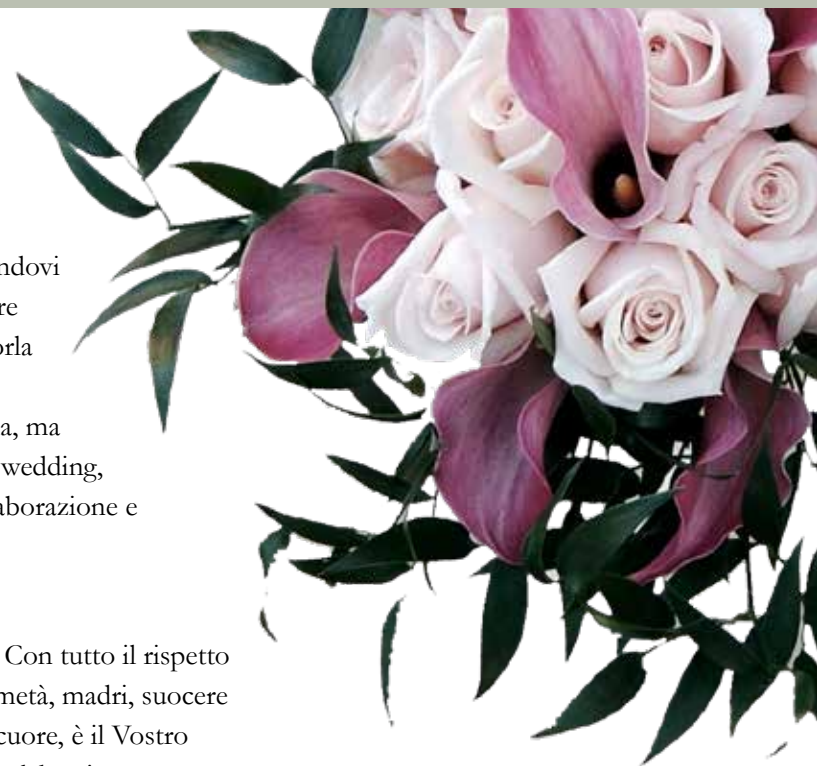 ndovi
re
orla
a, ma
wedding,
aborazione e
Con tutto il rispetto
metà, madri, suocere
cuore, è il Vostro